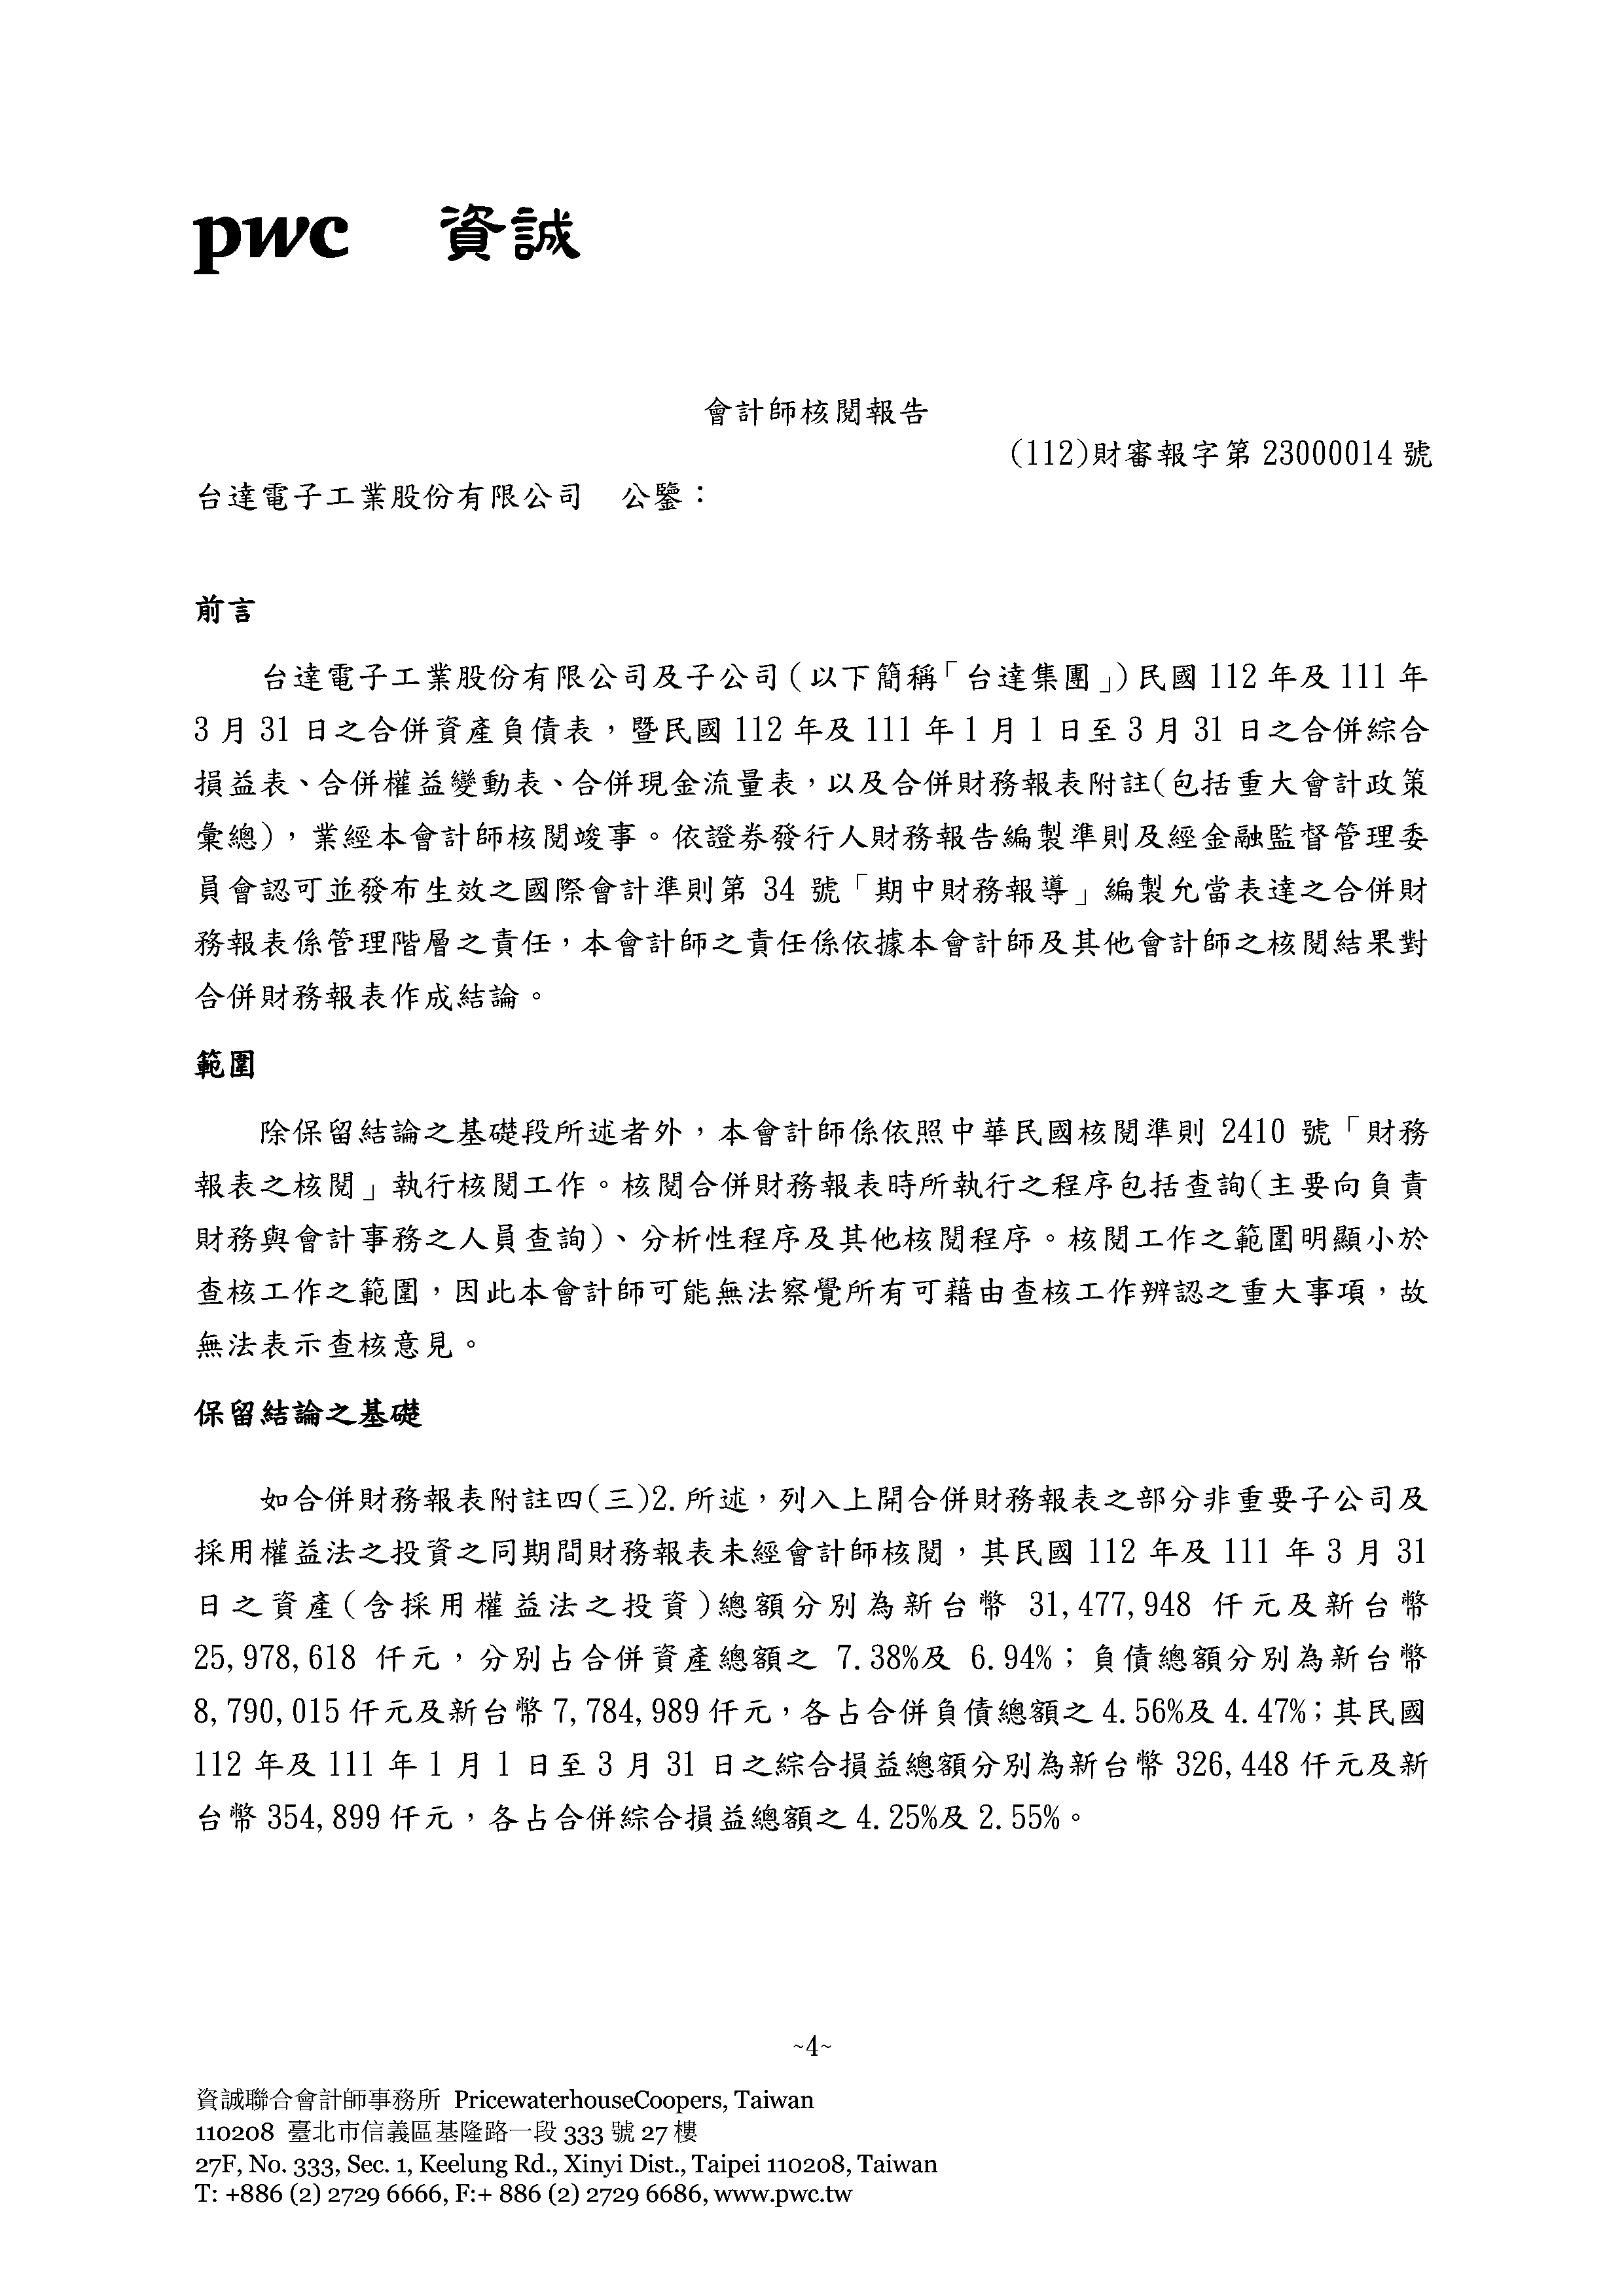 pwc 資誠
會計師核閱報告
(112)財審報字第 23000014 號
台達電子工業股份有限公司 公鑒：
前言
台達電子工業股份有限公司及子公司(以下簡稱「台達集團」)民國 112 年及 111 年
3 月 31 日之合併資產負債表，暨民國 112 年及 111 年 1 月 1 日至 3 月 31 日之合併綜合
損益表、合併權益變動表、合併現金流量表，以及合併財務報表附註(包括重大會計政策
彙總)，業經本會計師核閱竣事。依證券發行人財務報告編製準則及經金融監督管理委
員會認可並發布生效之國際會計準則第 34 號「期中財務報導」編製允當表達之合併財
務報表係管理階層之責任，本會計師之責任係依據本會計師及其他會計師之核閱結果對
合併財務報表作成結論。
範圍
除保留結論之基礎段所述者外，本會計師係依照中華民國核閱準則 2410 號「財務
報表之核閱」執行核閱工作。核閱合併財務報表時所執行之程序包括查詢(主要向負責
財務與會計事務之人員查詢)、分析性程序及其他核閱程序。核閱工作之範圍明顯小於
查核工作之範圍，因此本會計師可能無法察覺所有可藉由查核工作辨認之重大事項，故
無法表示查核意見。
保留結論之基礎
如合併財務報表附註四(三)2.所述，列入上開合併財務報表之部分非重要子公司及
採用權益法之投資之同期間財務報表未經會計師核閱，其民國 112 年及 111 年 3 月 31
日之資產(含採用權益法之投資)總額分別為新台幣 31,477,948 仟元及新台幣
25,978,618 仟元，分別占合併資產總額之 7.38%及 6.94%；負債總額分別為新台幣
8,790,015 仟元及新台幣 7,784,989 仟元，各占合併負債總額之 4.56%及 4.47%；其民國
112 年及 111 年 1 月 1 日至 3 月 31 日之綜合損益總額分別為新台幣 326,448 仟元及新
台幣 354,899 仟元，各占合併綜合損益總額之 4.25%及 2.55%。
~4~
資誠聯合會計師事務所 PricewaterhouseCoopers, Taiwan
110208 臺北市信義區基隆路一段 333 號 27 樓
27F, No. 333, Sec. 1, Keelung Rd., Xinyi Dist., Taipei 110208, Taiwan
T: +886 (2) 2729 6666, F:+ 886 (2) 2729 6686, www.pwc.tw